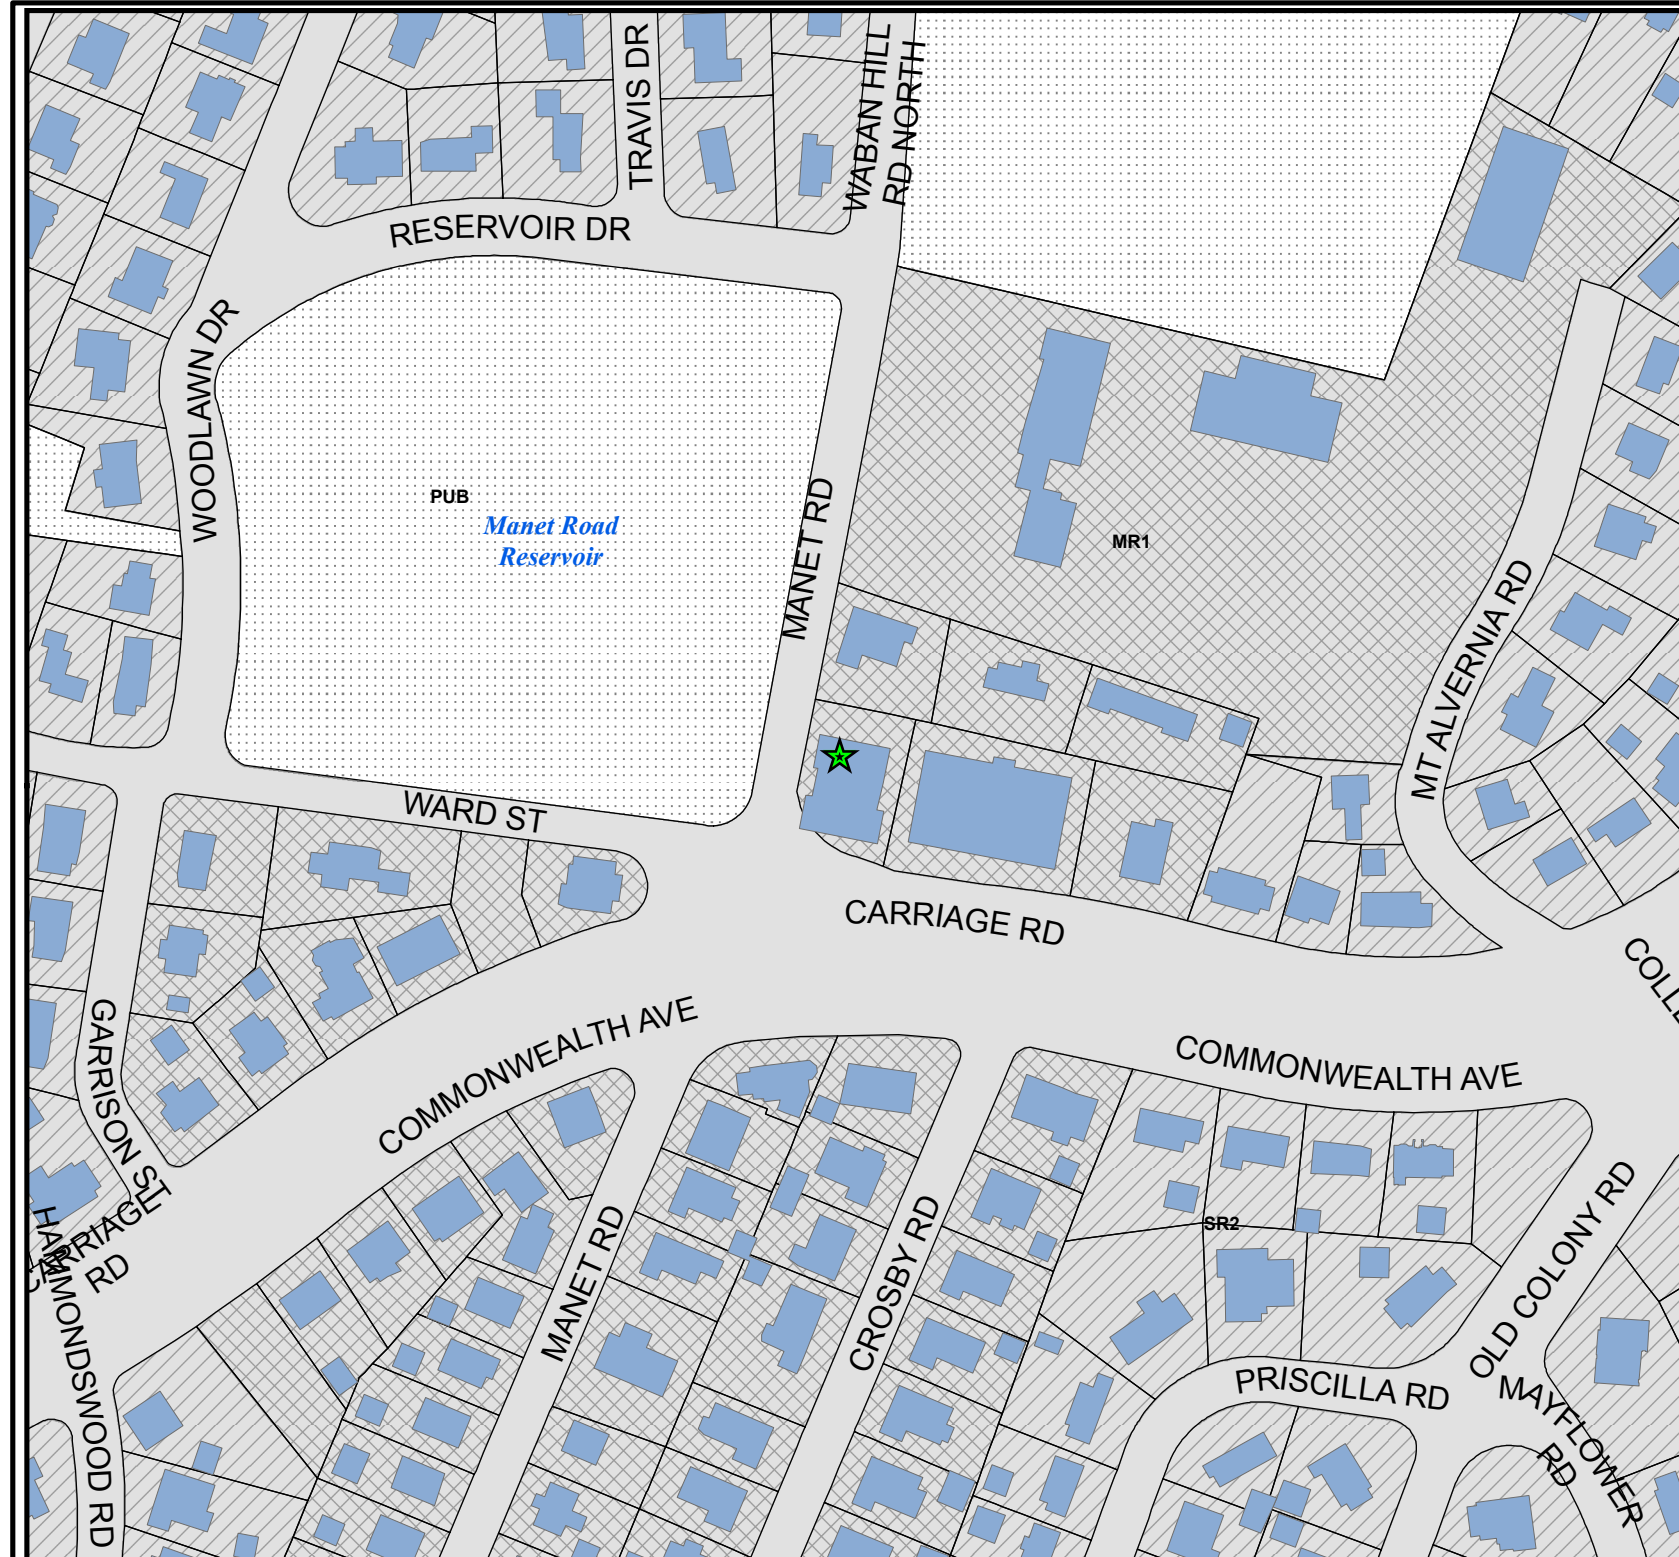 TRAVIS DR
WABAN HILL
RD NORTH
RESERVOIR DR
WOODLAWN DR
PUB
Manet Road
Reservoir
MANET RD
MR1
MT ALVERNIA RD
WARD ST
CARRIAGE RD
COLLE
GARRISON ST
COMMONWEALTH AVE
COMMONWEALTH AVE
CARRIAGE
RD
HAMMONDSWOOD RD
MANET RD
CROSBY RD
SR2
OLD COLONY RD
PRISCILLA RD
MAYFLOWER
RD